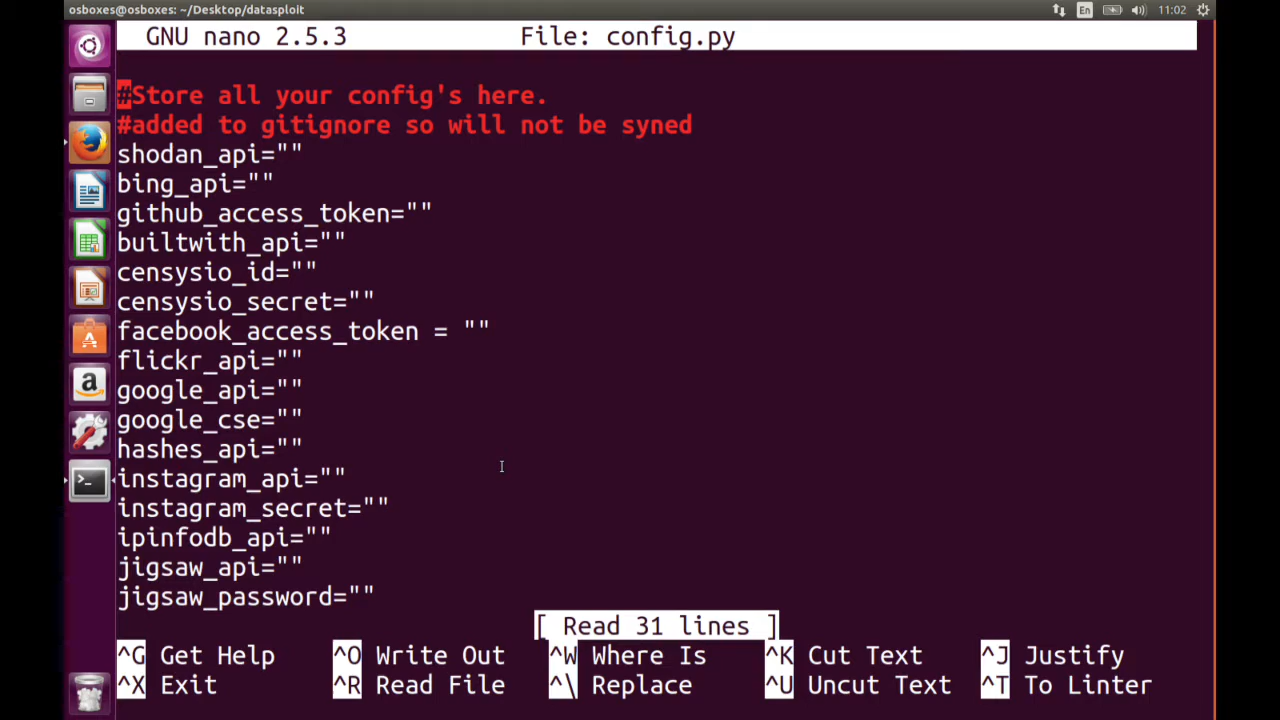 osboxes@osboxes: ~/Desktop/datasploit
En
11:02
GNU nano 2.5.3 File: config.py
#Store all your config's here.
#added to gitignore so will not be syned
shodan_api=""
bing_api=""
github_access_token=""
builtwith_api=""
censysio_id=""
censysio_secret=""
facebook_access_token = ""
flickr_api=""
google_api=""
google_cse=""
hashes_api=""
instagram_api=""
instagram_secret=""
ipinfodb_api=""
jigsaw_api=""
jigsaw_password=""
[ Read 31 lines ]
^G Get Help ^O Write Out ^W Where Is ^K Cut Text ^J Justify
^X Exit ^R Read File ^\ Replace ^U Uncut Text ^T To Linter